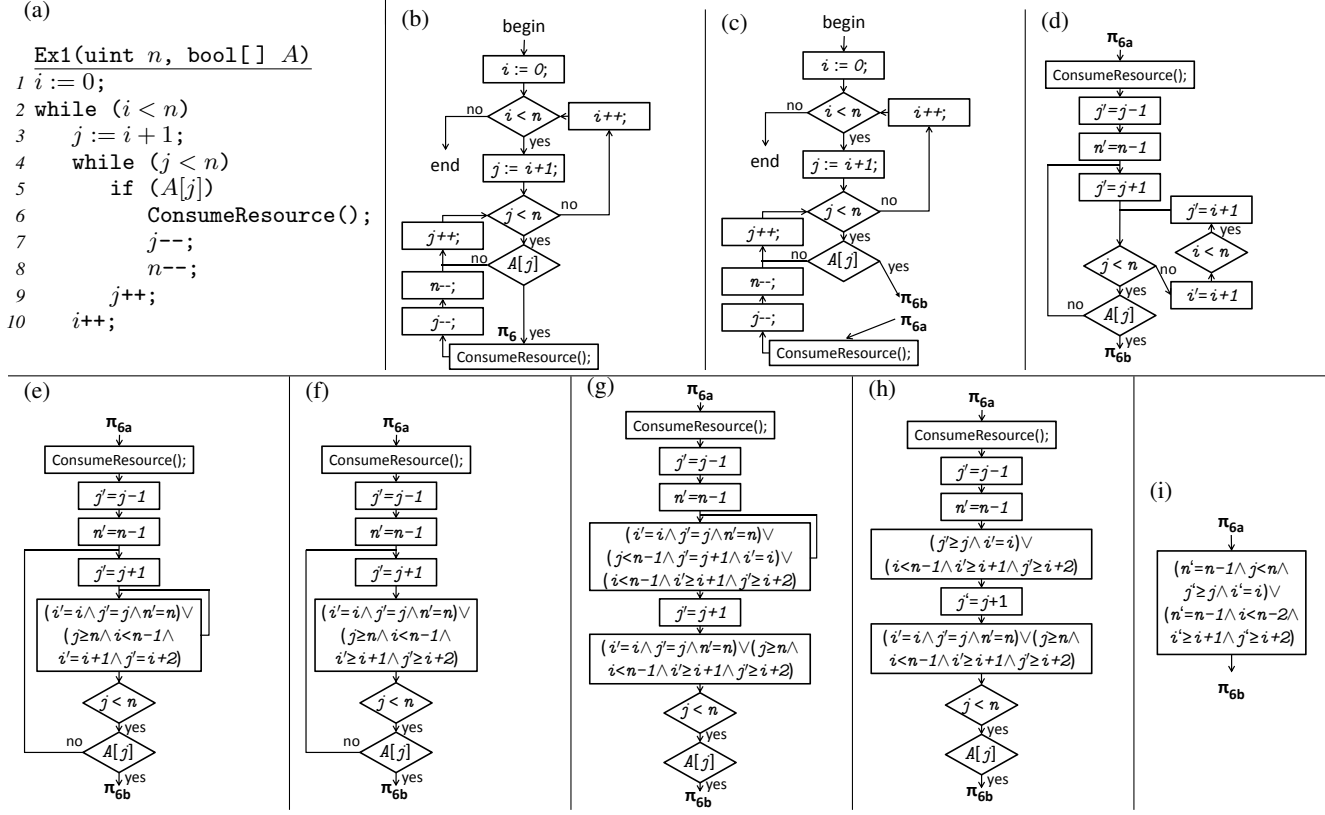 (a)
Ex1(uint n, bool[] A)
1 i := 0;
2 while (i < n)
3 j := i + 1;
4 while (j < n)
5 if (A[j])
6 ConsumeResource();
7 j--;
8 n--;
9 j++;
10 i++;
(b)
begin
i := 0;
no
i < n
i++;
yes
end
j := i+1;
j < n
no
j++;
yes
no
A[j]
n--;
j--;
π6
yes
ConsumeResource();
(c)
begin
i := 0;
no
i < n
i++;
yes
end
j := i+1;
j < n
no
j++;
yes
no
A[j]
yes
n--;
π6b
π6a
j--;
ConsumeResource();
(d)
π6a
ConsumeResource();
j'=j-1
n'=n-1
j'=j+1
j'=i+1
i < n
j < n
no
yes
i'=i+1
no
A[j]
yes
π6b
(e)
π6a
ConsumeResource();
j'=j-1
n'=n-1
j'=j+1
(i'=i∧j'=j∧n'=n)∨
(j≥n∧i<n-1∧
i'=i+1∧j'=i+2)
j < n
yes
no
A[j]
yes
π6b
(f)
π6a
ConsumeResource();
j'=j-1
n'=n-1
j'=j+1
(i'=i∧j'=j∧n'=n)∨
(j≥n∧i<n-1∧
i'≥i+1∧j'≥i+2)
j < n
yes
no
A[j]
yes
π6b
(g)
π6a
ConsumeResource();
j'=j-1
n'=n-1
(i'=i∧j'=j∧n'=n)∨
(j<n-1∧j'=j+1∧i'=i)∨
(i<n-1∧i'≥i+1∧j'≥i+2)
j'=j+1
(i'=i∧j'=j∧n'=n)∨(j≥n∧
i<n-1∧i'≥i+1∧j'≥i+2)
j < n
yes
A[j]
yes
π6b
(h)
π6a
ConsumeResource();
j'=j-1
n'=n-1
(j'≥j∧i'=i)∨
(i<n-1∧i'≥i+1∧j'≥i+2)
j‘=j+1
(i'=i∧j'=j∧n'=n)∨(j≥n∧
i<n-1∧i'≥i+1∧j'≥i+2)
j < n
yes
A[j]
yes
π6b
(i)
π6a
(n‘=n-1∧j<n∧
j‘≥j∧i‘=i)∨
(n‘=n-1∧i<n-2∧
i‘≥i+1∧j‘≥i+2)
π6b